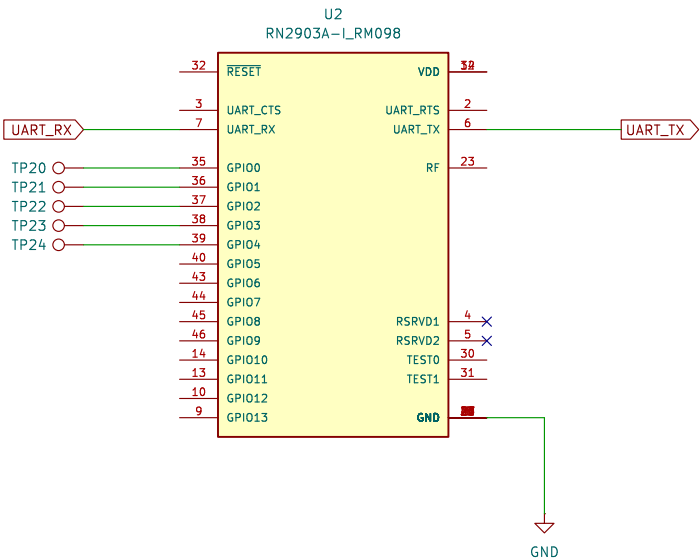 U2
RN2903A-I_RM098
32 RESET VDD
3 UART_CTS UART_RTS 2
UART_RX 7 UART_RX UART_TX 6 UART_TX
RF 23
TP20 35 GPIO0
TP21 36 GPIO1
TP22 37 GPIO2
TP23 38 GPIO3
TP24 39 GPIO4
40 GPIO5
43 GPIO6
44 GPIO7
45 GPIO8 RSRVD1 4
46 GPIO9 RSRVD2 5
14 GPIO10 TEST0 30
13 GPIO11 TEST1 31
10 GPIO12
9 GPIO13 GND
GND